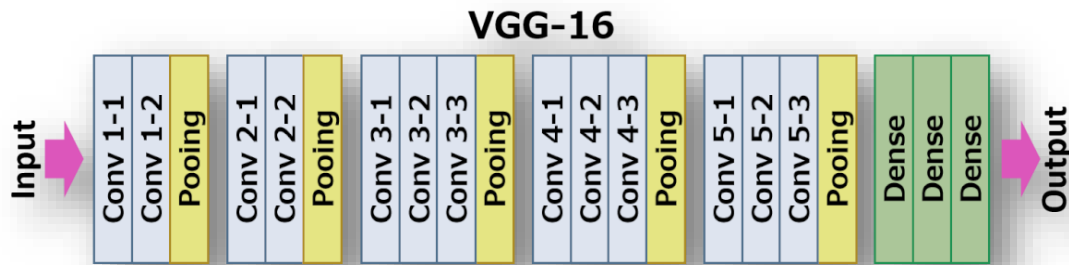 VGG-16
Input
Conv 1-1
Conv 1-2
Pooing
Conv 2-1
Conv 2-2
Pooing
Conv 3-1
Conv 3-2
Conv 3-3
Pooing
Conv 4-1
Conv 4-2
Conv 4-3
Pooing
Conv 5-1
Conv 5-2
Conv 5-3
Pooing
Dense
Dense
Dense
Output